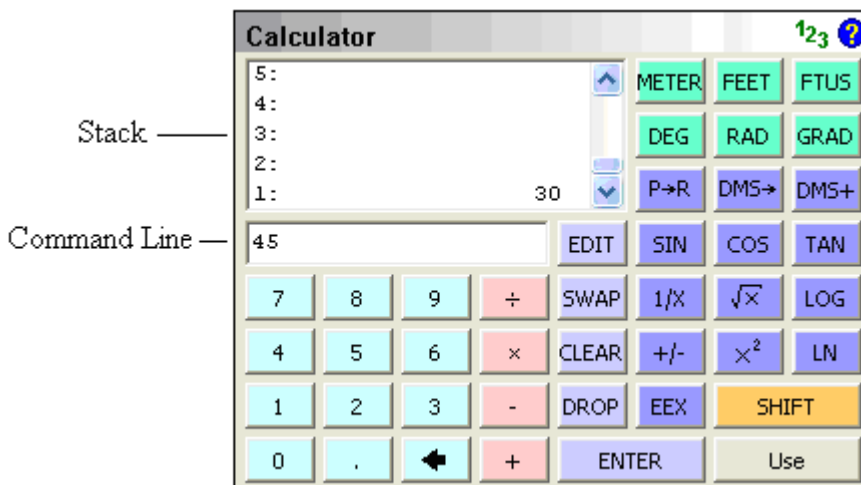 Calculator 123 ?
5:
4:
3:
2:
1: 30
Stack
METER FEET FTUS
DEG RAD GRAD
P→R DMS→ DMS+
Command Line
45 EDIT SIN COS TAN
7 8 9 ÷ SWAP 1/X √X LOG
4 5 6 × CLEAR +/- X² LN
1 2 3 - DROP EEX SHIFT
0 . + ENTER Use